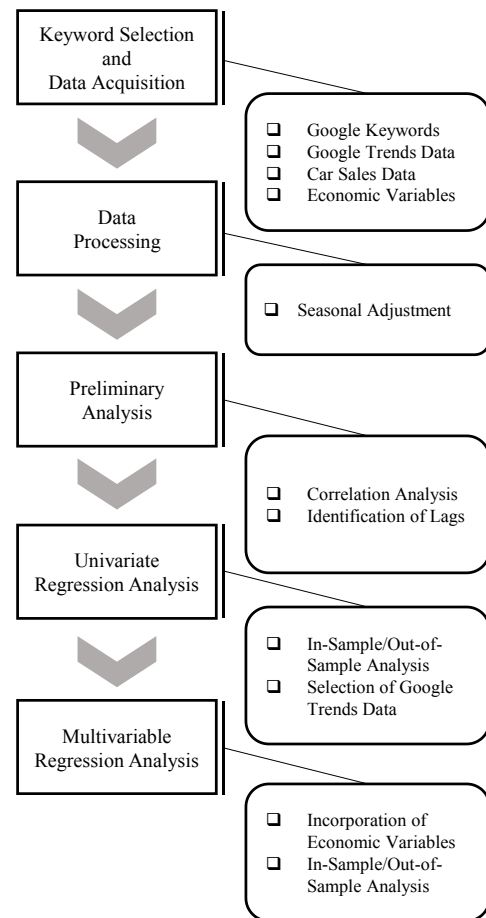 Keyword Selection
and
Data Acquisition
❑ Google Keywords
❑ Google Trends Data
❑ Car Sales Data
❑ Economic Variables
Data
Processing
❑ Seasonal Adjustment
Preliminary
Analysis
❑ Correlation Analysis
❑ Identification of Lags
Univariate
Regression Analysis
❑ In-Sample/Out-of-
Sample Analysis
❑ Selection of Google
Trends Data
Multivariable
Regression Analysis
❑ Incorporation of
Economic Variables
❑ In-Sample/Out-of-
Sample Analysis